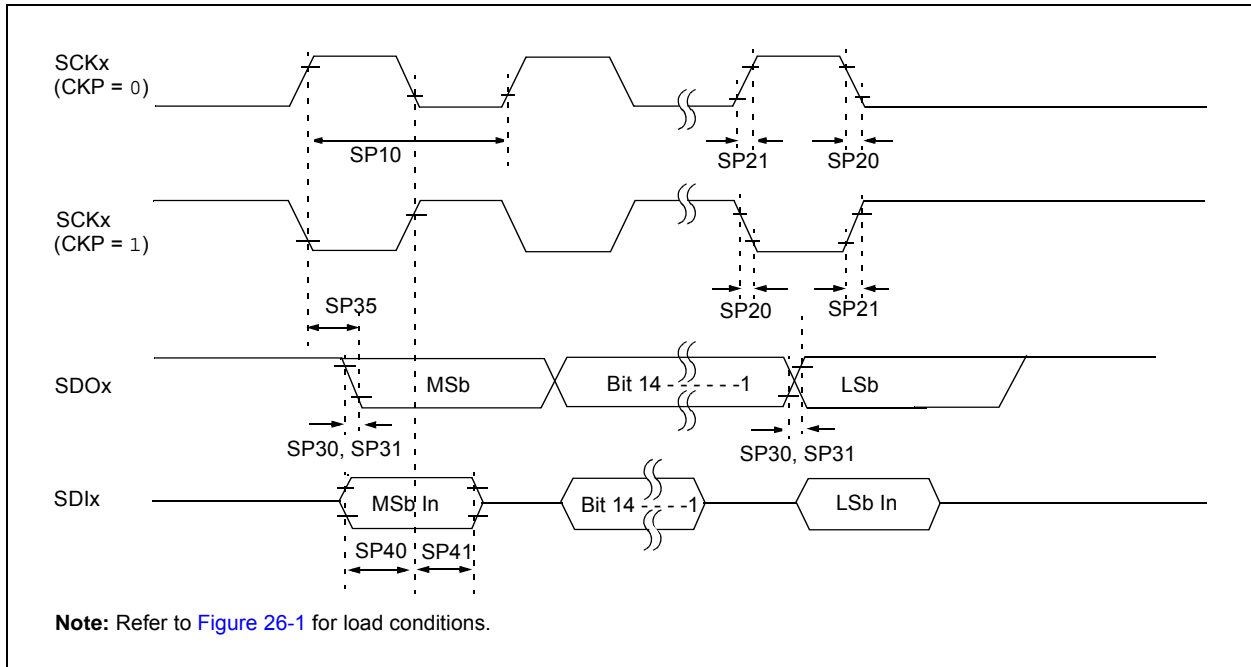 SCKx
(CKP = 0)
SP10
SP21
SP20
SCKx
(CKP = 1)
SP35
SP20
SP21
SDOx
MSb
Bit 14 - - - - - -1
LSb
SP30, SP31
SP30, SP31
SDIx
MSb In
Bit 14 - - - -1
LSb In
SP40
SP41
Note: Refer to Figure 26-1 for load conditions.